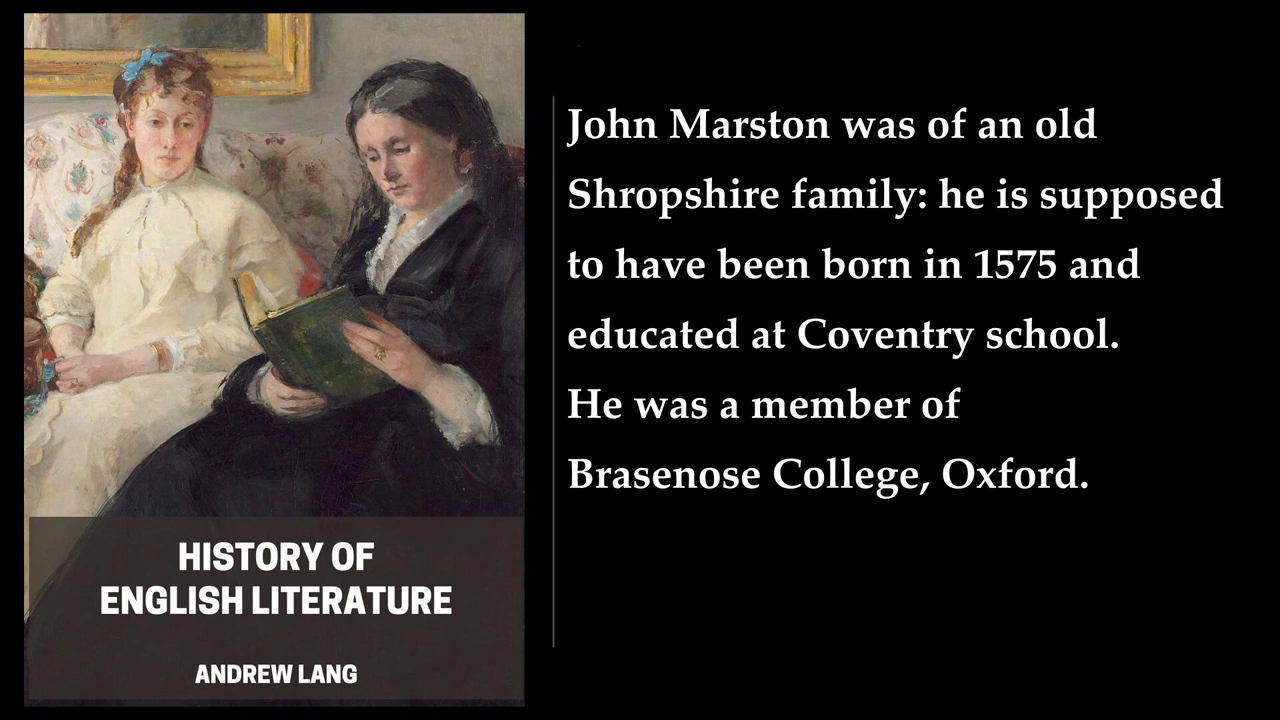 John Marston was of an old
Shropshire family: he is supposed
to have been born in 1575 and
educated at Coventry school.
He was a member of
Brasenose College, Oxford.
HISTORY OF
ENGLISH LITERATURE
ANDREW LANG